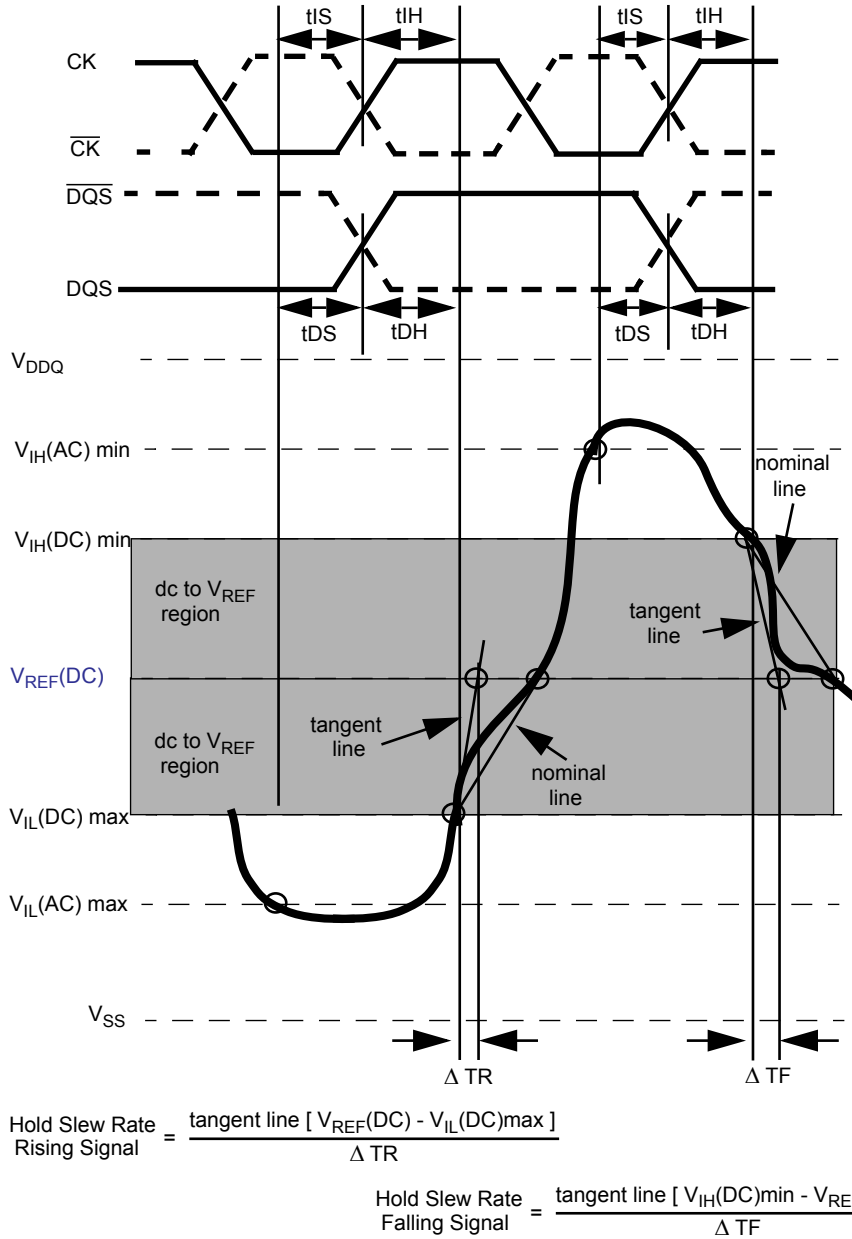 tIS tIH tIS tIH
CK
C̅K̅
D̅Q̅S̅
DQS
tDS tDH tDS tDH
VDDQ
VIH(AC) min
nominal
line
VIH(DC) min
dc to VREF
region
tangent
line
VREF(DC)
tangent
line
dc to VREF
region
nominal
line
VIL(DC) max
VIL(AC) max
VSS
Δ TR Δ TF
Hold Slew Rate
Rising Signal = tangent line [ VREF(DC) - VIL(DC)max ]
Δ TR
Hold Slew Rate
Falling Signal = tangent line [ VIH(DC)min - VRE
Δ TF